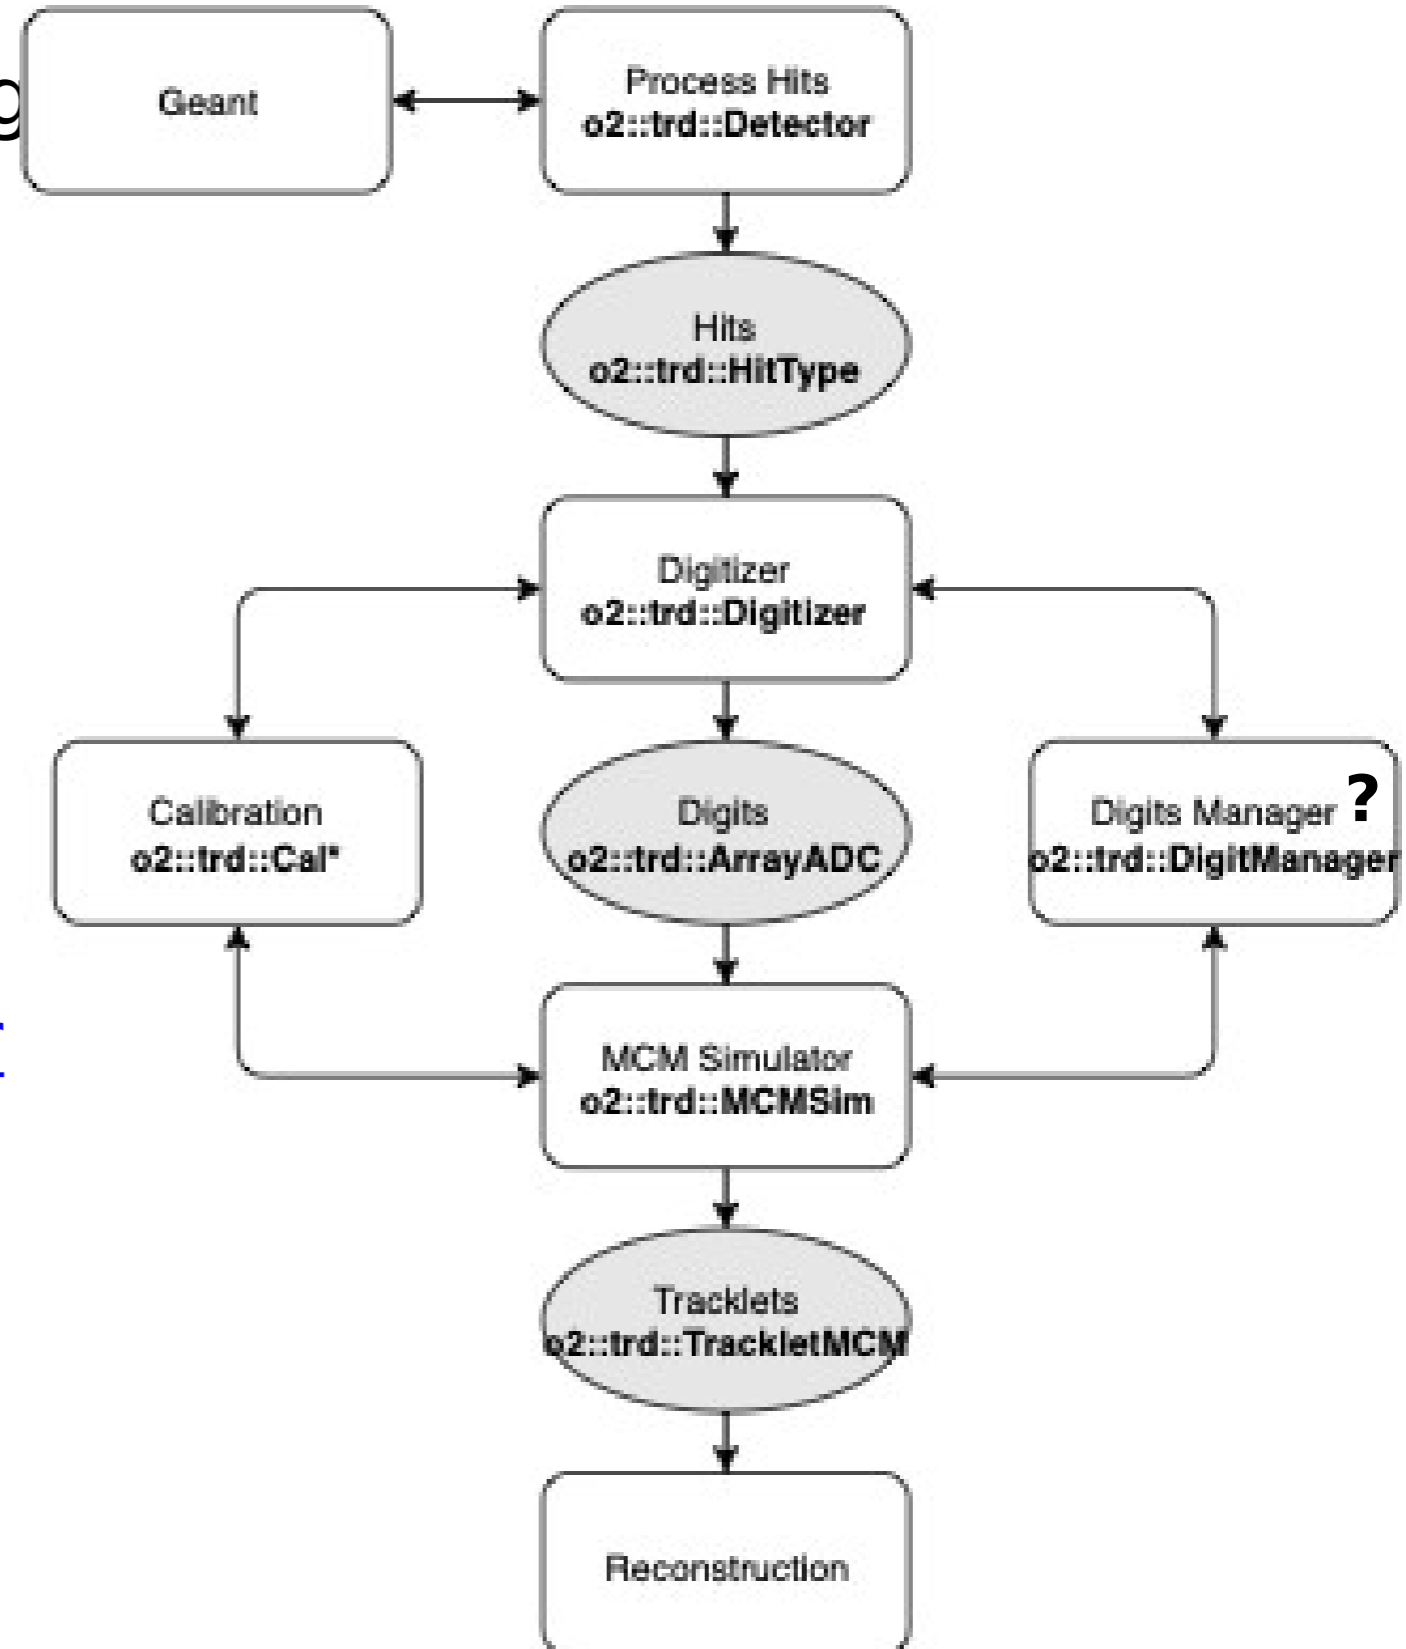 g
Geant
Process Hits
o2::trd::Detector
Hits
o2::trd::HitType
Digitizer
o2::trd::Digitizer
Calibration
o2::trd::Cal*
Digits
o2::trd::ArrayADC
Digits Manager ?
o2::trd::DigitManager
MCM Simulator
o2::trd::MCMSim
Tracklets
o2::trd::TrackletMCM
Reconstruction